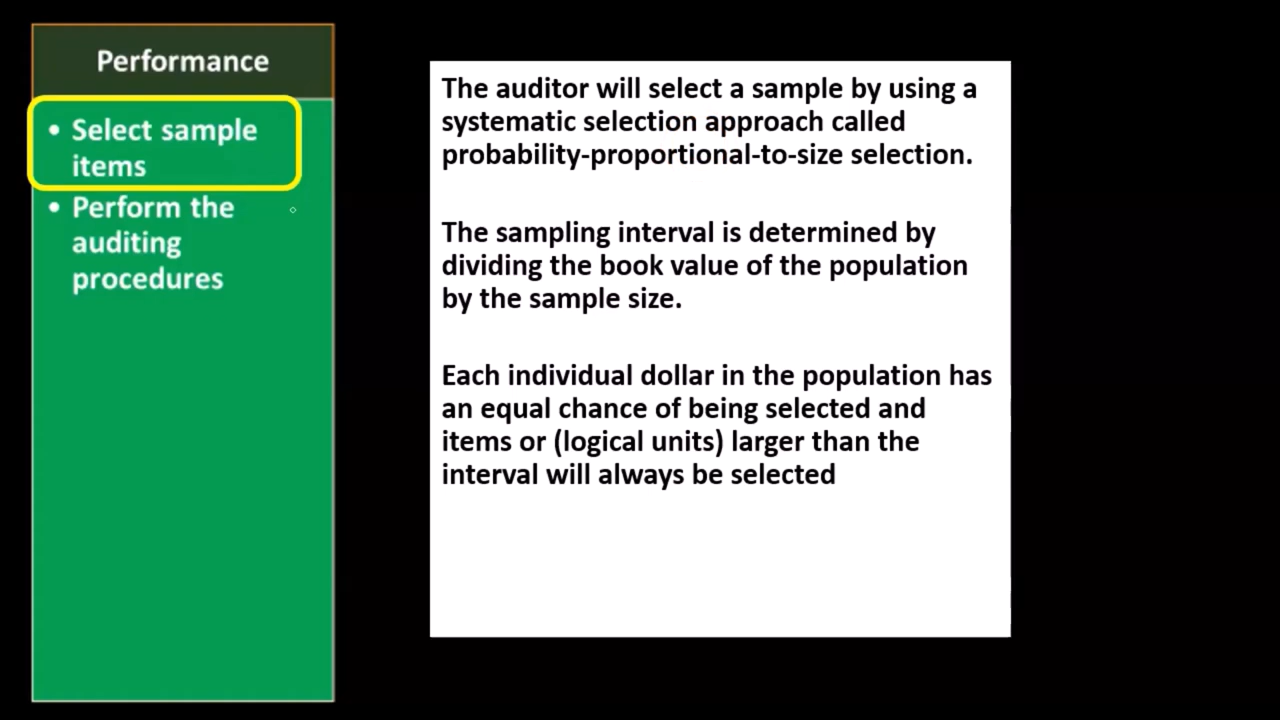 Performance
• Select sample
items
• Perform the
auditing
procedures
The auditor will select a sample by using a
systematic selection approach called
probability-proportional-to-size selection.
The sampling interval is determined by
dividing the book value of the population
by the sample size.
Each individual dollar in the population has
an equal chance of being selected and
items or (logical units) larger than the
interval will always be selected